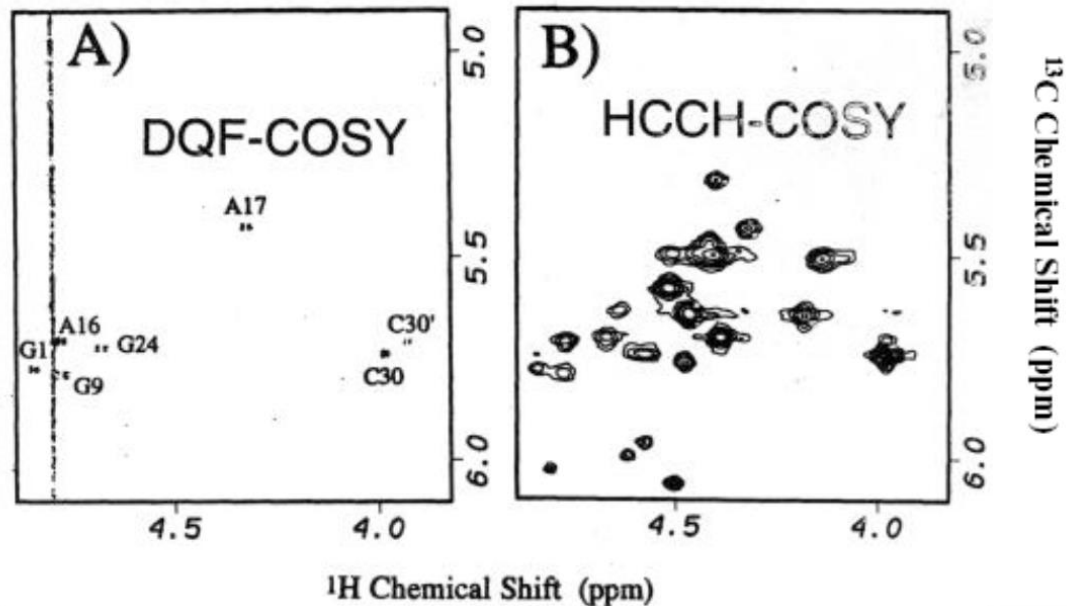 A)
DQF-COSY
A17
A16
G1
G24
G9
C30'
C30
5.0
5.5
6.0
4.5
4.0
B)
HCCH-COSY
5.0
5.5
6.0
4.5
4.0
¹³C Chemical Shift (ppm)
¹H Chemical Shift (ppm)